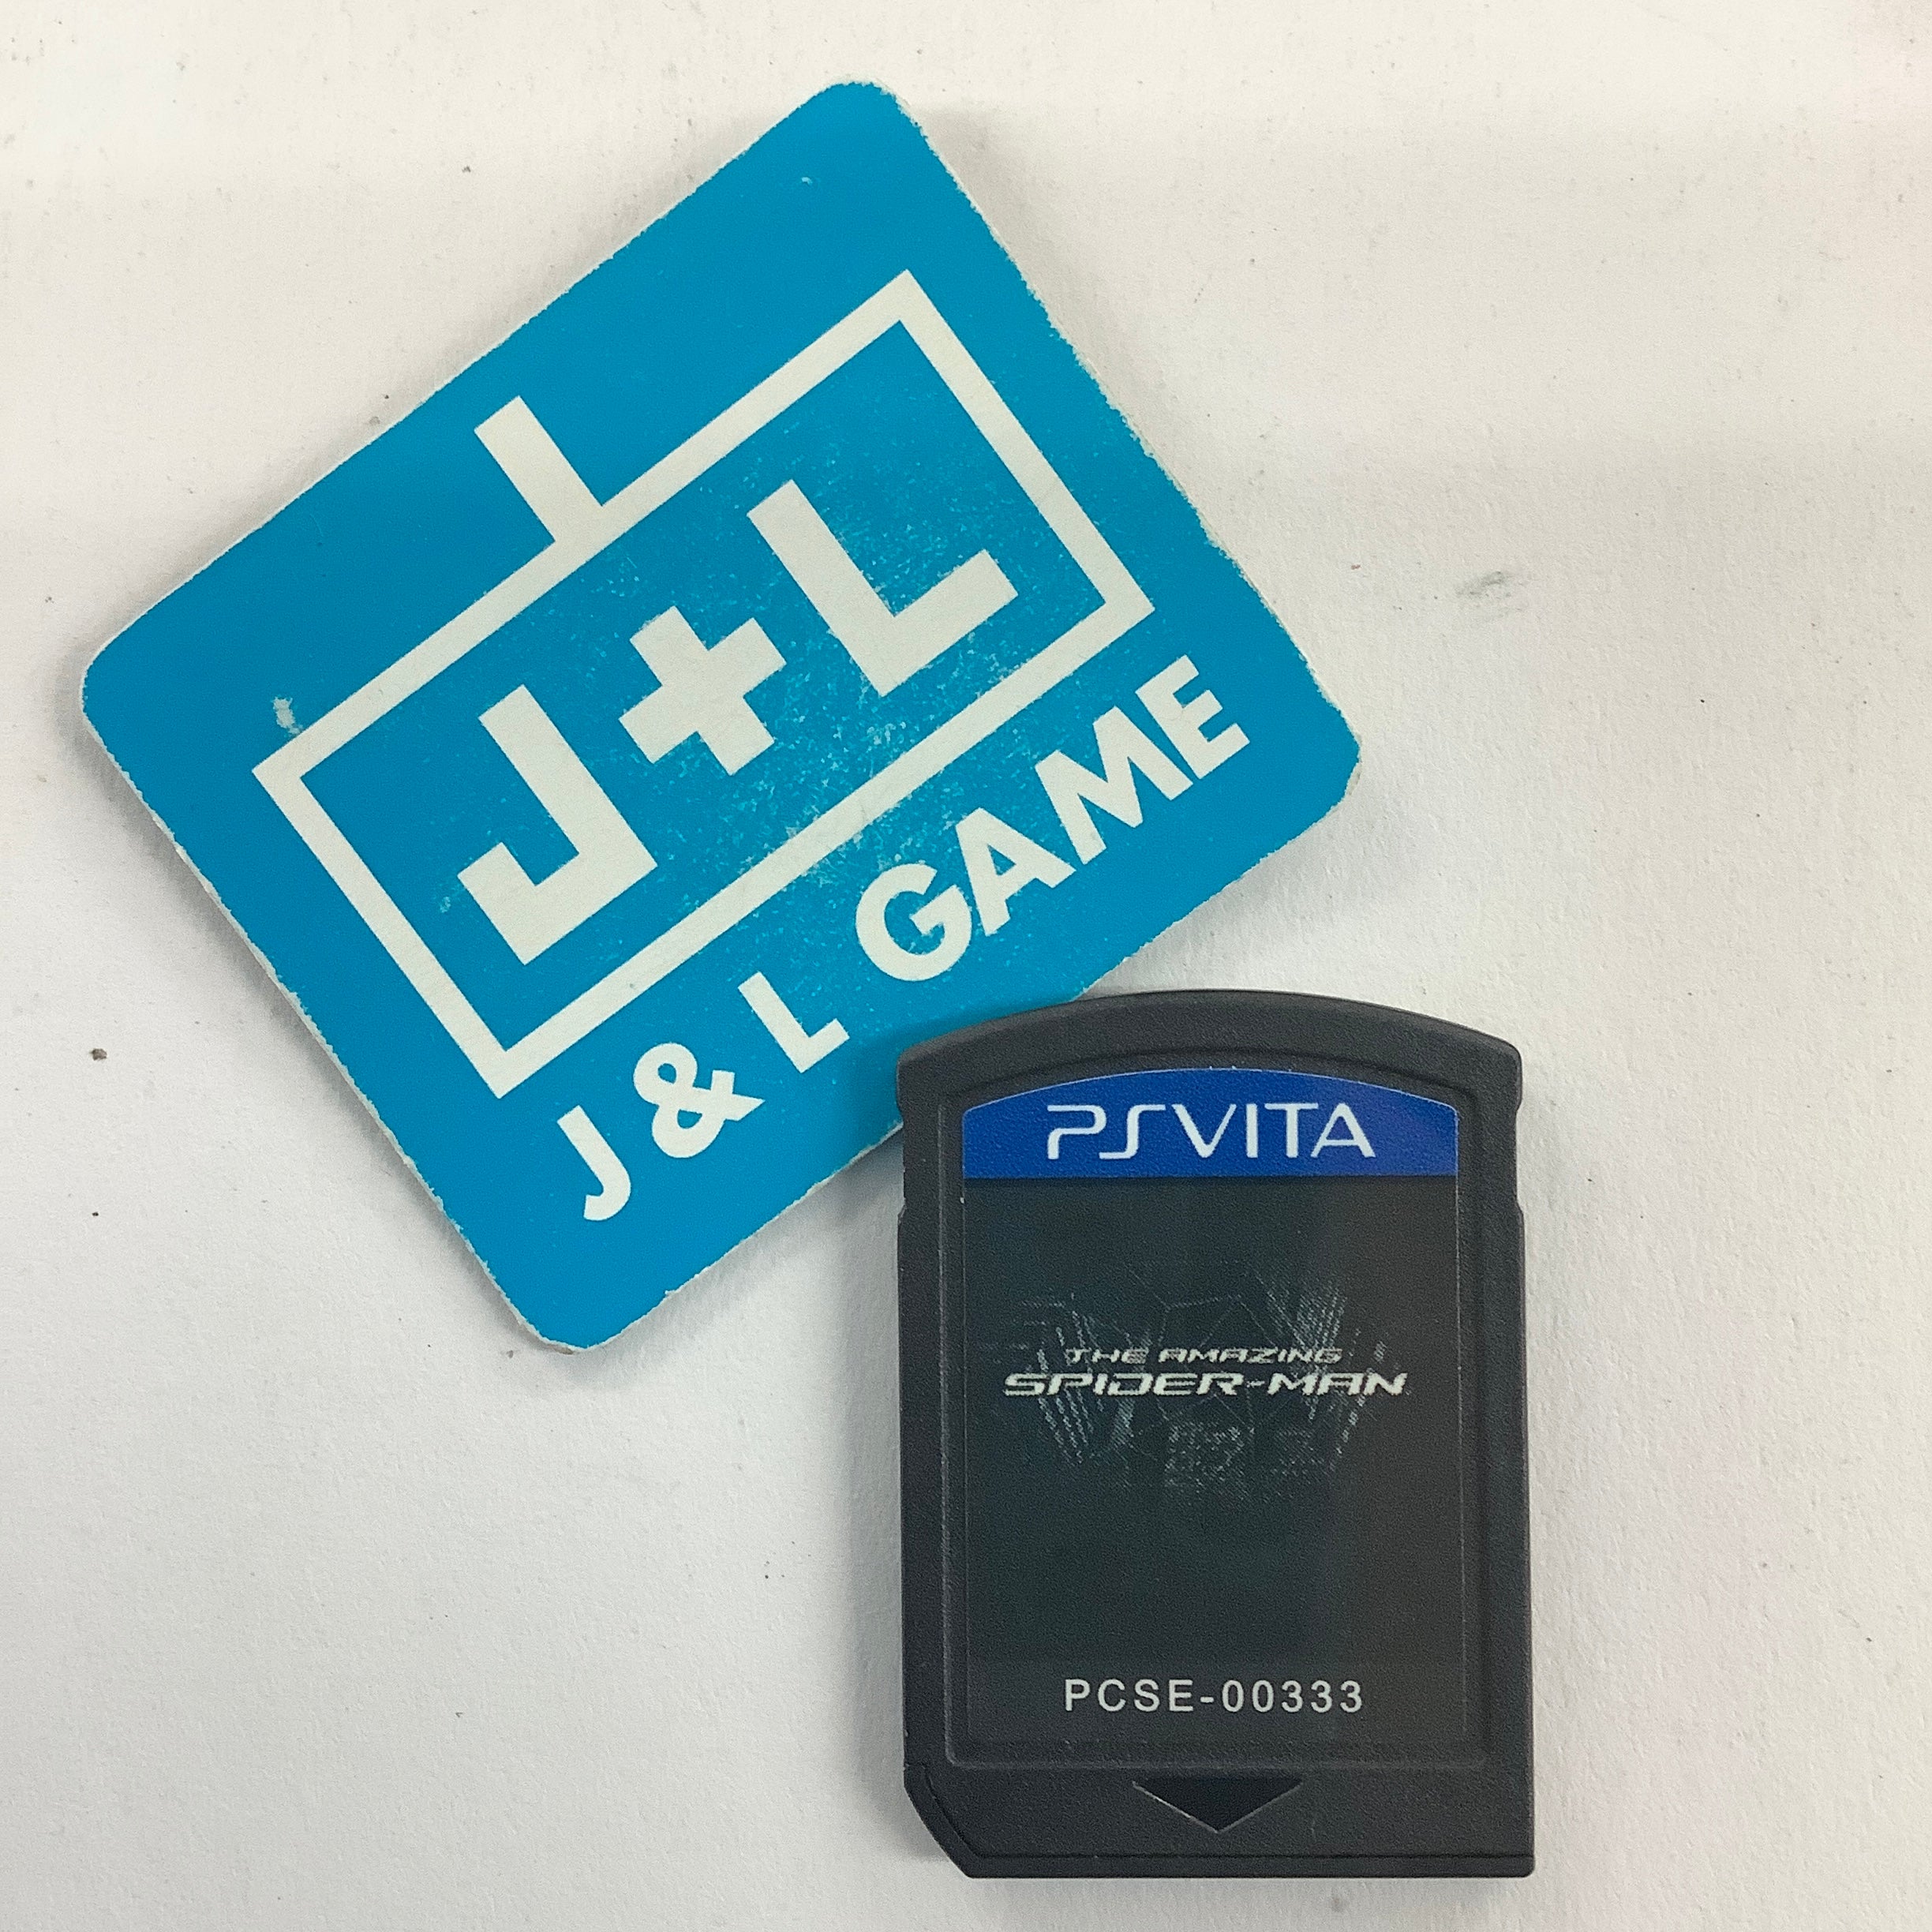 J+L
J & L GAME
PSVITA
THE AMAZING
SPIDER-MAN
PCSE-00333